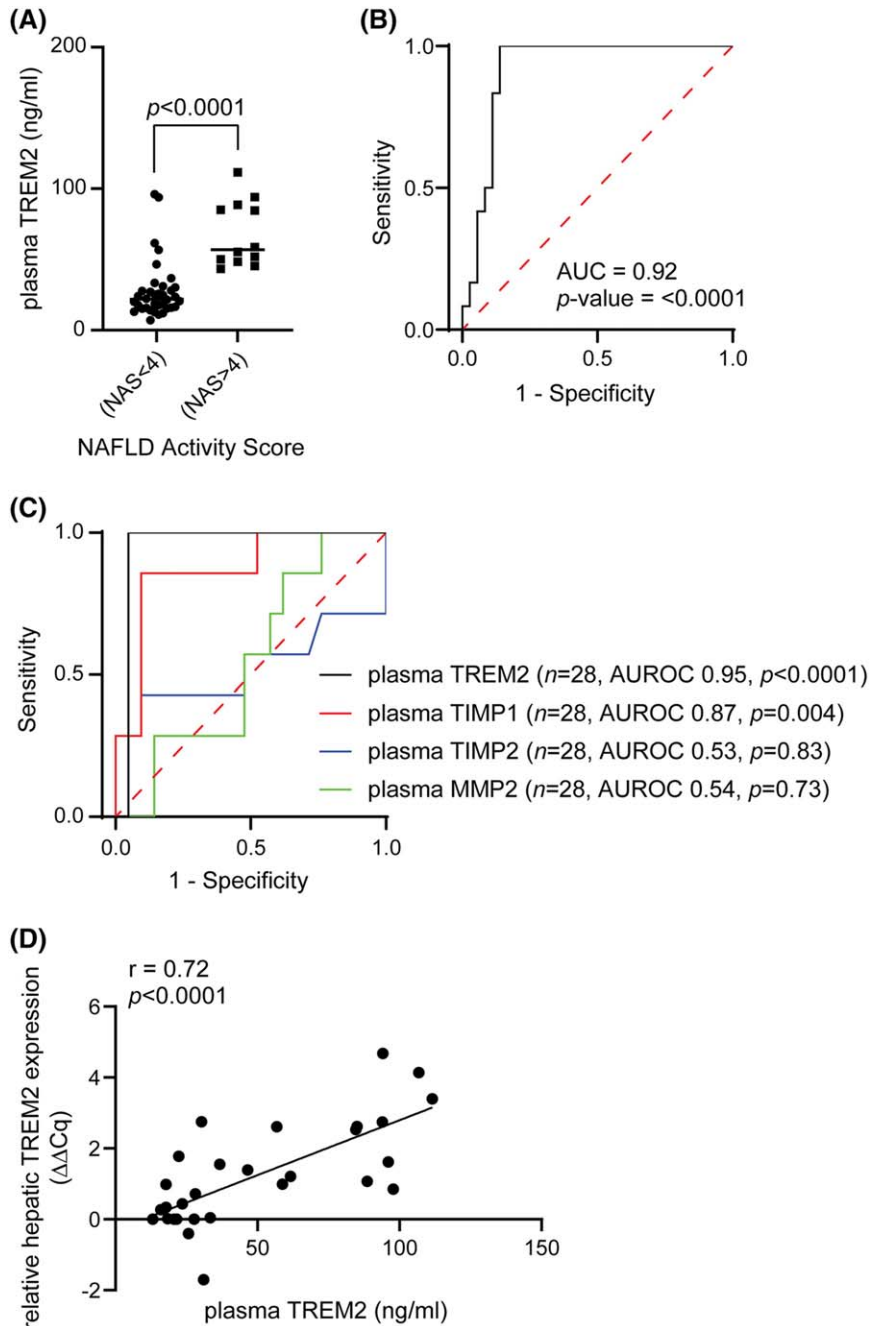 (A)
plasma TREM2 (ng/ml)
200
100
0
p<0.0001
(NAS<4)
(NAS>4)
NAFLD Activity Score
(B)
Sensitivity
1.0
0.5
0.0
AUC = 0.92
p-value = <0.0001
0.0
0.5
1.0
1 - Specificity
(C)
Sensitivity
1.0
0.5
0.0
plasma TREM2 (n=28, AUROC 0.95, p<0.0001)
plasma TIMP1 (n=28, AUROC 0.87, p=0.004)
plasma TIMP2 (n=28, AUROC 0.53, p=0.83)
plasma MMP2 (n=28, AUROC 0.54, p=0.73)
0.0
0.5
1.0
1 - Specificity
(D)
relative hepatic TREM2 expression
(ΔΔCq)
r = 0.72
p<0.0001
6
4
2
0
-2
50
100
150
plasma TREM2 (ng/ml)